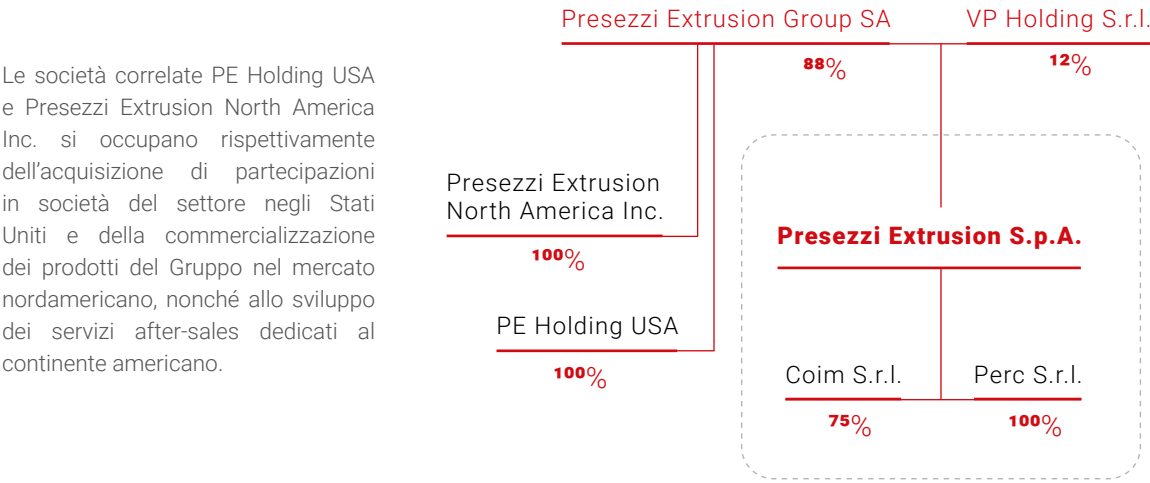 Le società correlate PE Holding USA
e Presezzi Extrusion North America
Inc. si occupano rispettivamente
dell’acquisizione di partecipazioni
in società del settore negli Stati
Uniti e della commercializzazione
dei prodotti del Gruppo nel mercato
nordamericano, nonché allo sviluppo
dei servizi after-sales dedicati al
continente americano.
Presezzi Extrusion Group SA
88%
VP Holding S.r.l.
12%
Presezzi Extrusion
North America Inc.
100%
PE Holding USA
100%
Presezzi Extrusion S.p.A.
Coim S.r.l.
75%
Perc S.r.l.
100%